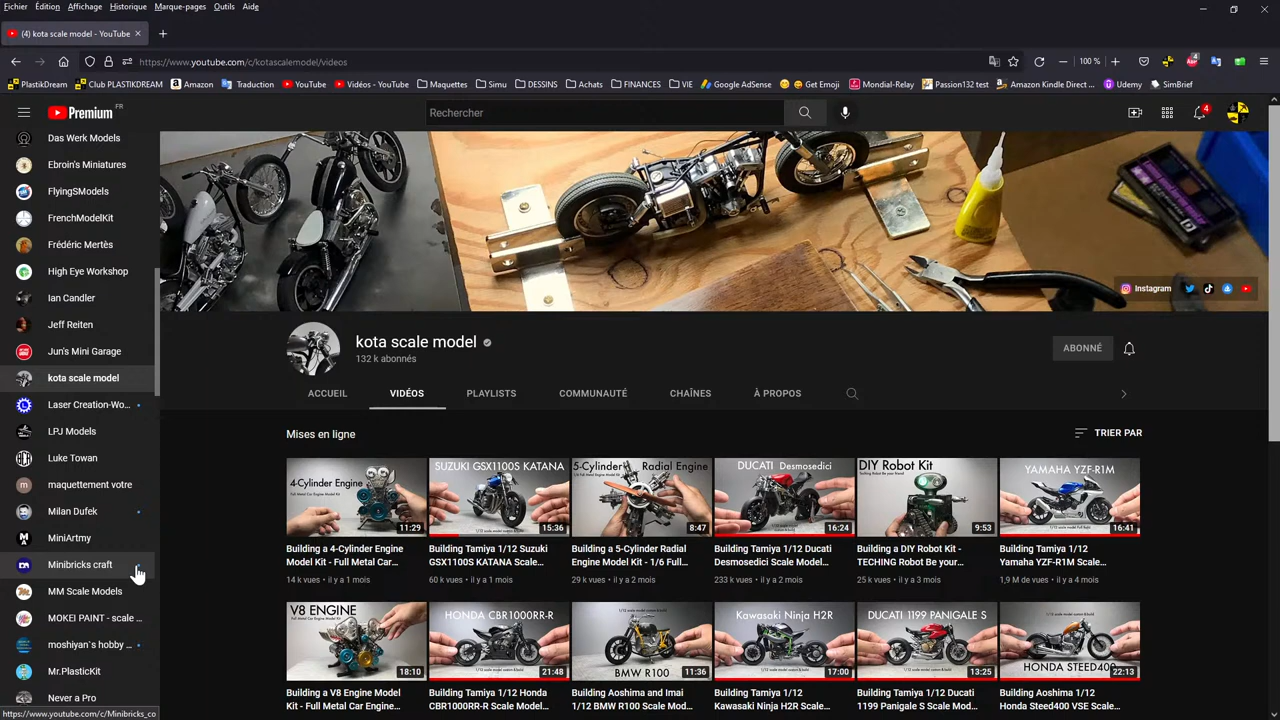 Fichier Édition Affichage Historique Marque-pages Outils Aide
(4) kota scale model - YouTube
https://www.youtube.com/c/kotascalemodel/videos
100 %
PlastikDream Club PLASTIKDREAM Amazon Traduction YouTube Vidéos - YouTube Maquettes Simu DESSINS Achats FINANCES VIE Google AdSense Get Emoji Mondial-Relay Passion132 test Amazon Kindle Direct ... Udemy SimBrief
Premium FR
Rechercher
4
Das Werk Models
Ebroin's Miniatures
FlyingSModels
FrenchModelKit
Frédéric Mertès
High Eye Workshop
Ian Candler
Jeff Reiten
Jun's Mini Garage
kota scale model
Laser Creation-Wo...
LPJ Models
Luke Towan
maquettement votre
Milan Dufek
MiniArtmy
Minibricks craft
MM Scale Models
MOKEI PAINT - scale ...
moshiyan`s hobby ...
Mr.PlasticKit
Never a Pro
https://www.youtube.com/c/Minibricks_co
Instagram
kota scale model
132 k abonnés
ABONNÉ
ACCUEIL VIDÉOS PLAYLISTS COMMUNAUTÉ CHAÎNES À PROPOS
Mises en ligne
TRIER PAR
4-Cylinder Engine
11:29
Building a 4-Cylinder Engine
Model Kit - Full Metal Car...
14 k vues • il y a 1 mois
SUZUKI GSX1100S KATANA
15:36
Building Tamiya 1/12 Suzuki
GSX1100S KATANA Scale...
60 k vues • il y a 1 mois
5-Cylinder Radial Engine
8:47
Building a 5-Cylinder Radial
Engine Model Kit - 1/6 Full...
DUCATI Desmosedici
16:24
Building Tamiya 1/12 Ducati
Desmosedici Scale Model...
233 k vues • il y a 2 mois
DIY Robot Kit
9:53
Building a DIY Robot Kit -
TECHING Robot Be your...
25 k vues • il y a 3 mois
YAMAHA YZF-R1M
16:41
Building Tamiya 1/12
Yamaha YZF-R1M Scale...
1,9 M de vues • il y a 4 mois
V8 ENGINE
18:10
Building a V8 Engine Model
Kit - Full Metal Car Engine...
HONDA CBR1000RR-R
21:48
Building Tamiya 1/12 Honda
CBR1000RR-R Scale Model...
BMW R100
11:36
Building Aoshima and Imai
1/12 BMW R100 Scale Mod...
Kawasaki Ninja H2R
17:00
Building Tamiya 1/12
Kawasaki Ninja H2R Scale...
DUCATI 1199 PANIGALE S
13:25
Building Tamiya 1/12 Ducati
1199 Panigale S Scale Mod...
HONDA STEED400
22:13
Building Aoshima 1/12
Honda STEED400 VSE Scale...